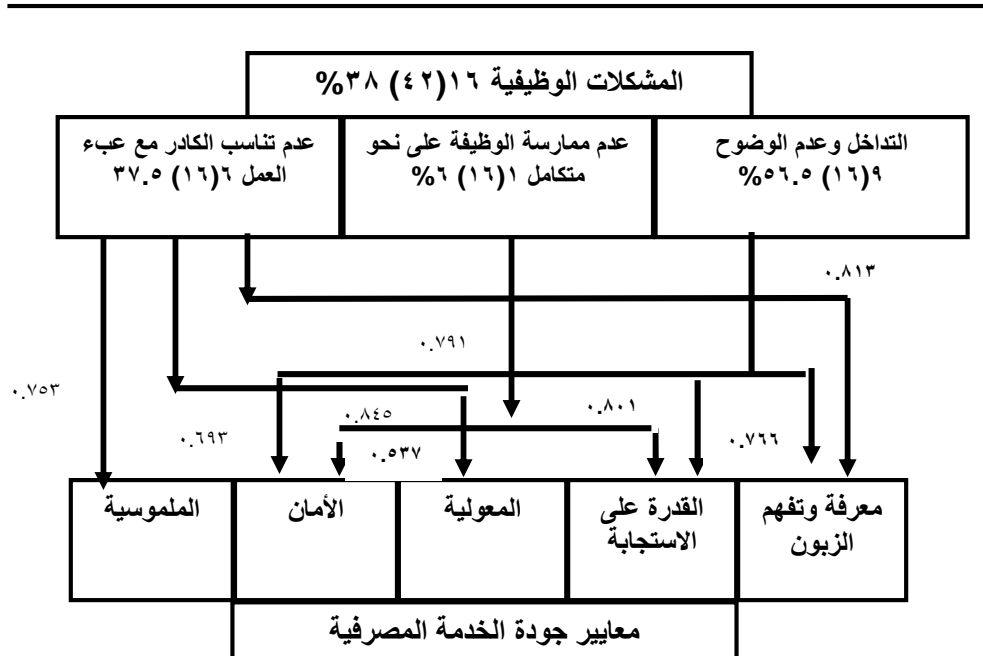 المشكلات الوظيفية ١٦(٤٢) ٣٨%
التداخل وعدم الوضوح
٩(١٦) ٥٦.٥%
عدم ممارسة الوظيفة على نحو
متكامل ١(١٦) ٦%
عدم تناسب الكادر مع عبء
العمل ٦(١٦) ٣٧.٥
٠.٨١٣
٠.٧٩١
٠.٧٥٣
٠.٨٠١
٠.٨٤٥
٠.٧٦٦
٠.٥٣٧
٠.٦٩٣
معرفة وتفهم
الزبون
القدرة على
الاستجابة
المعولية
الأمان
الملموسية
معايير جودة الخدمة المصرفية